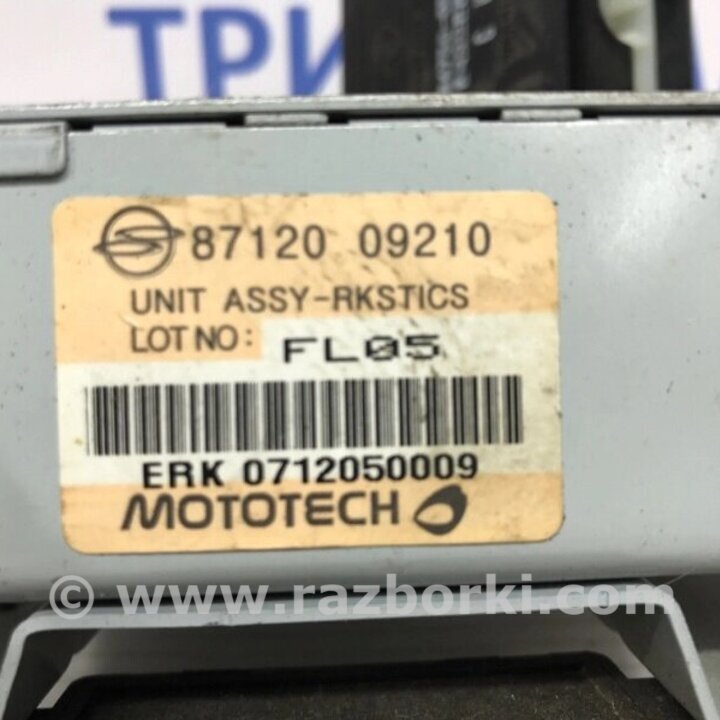 ТРИ
87120 09210
UNIT ASSY-RKSTICS
LOT NO: FL05
ERK 0712050009
MOTOTECH
© www.razborki.com